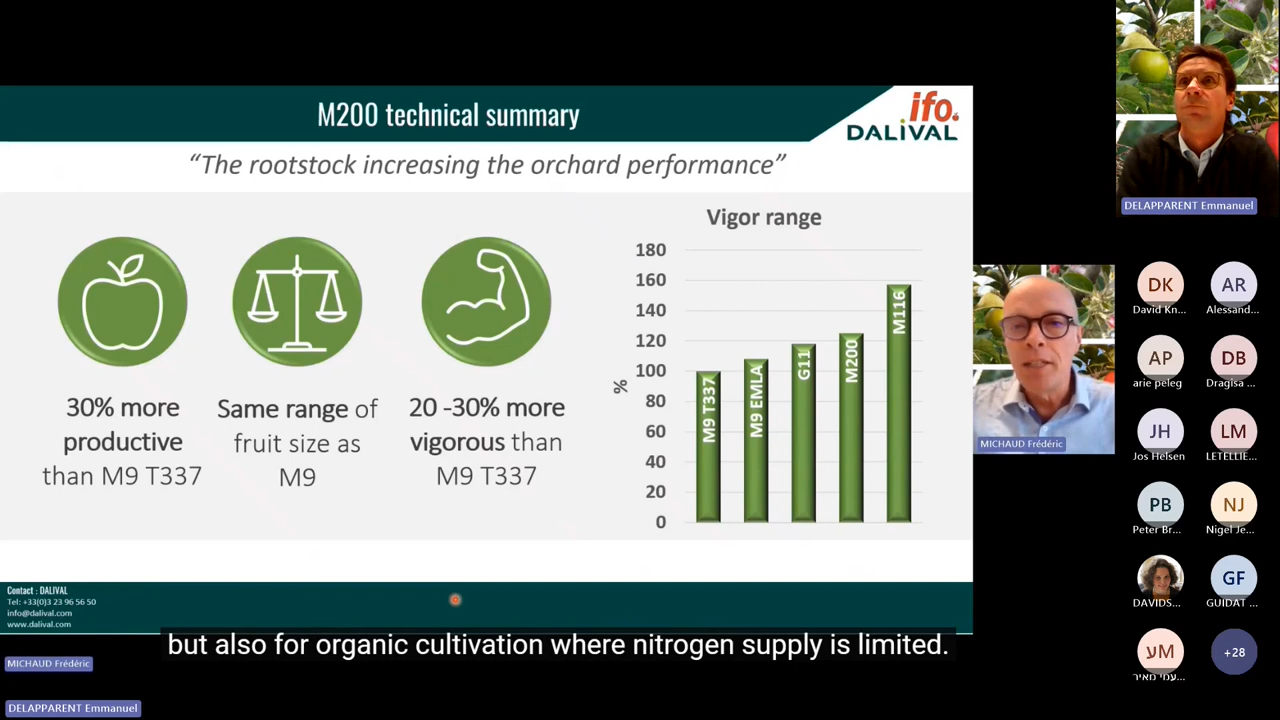 M200 technical summary
ifo.
DALIVAL
“The rootstock increasing the orchard performance”
30% more
productive
than M9 T337
Same range of
fruit size as
M9
20 -30% more
vigorous than
M9 T337
Vigor range
180
160
140
120
100
80
60
40
20
0
%
M9 T337
M9 EMLA
G11
M200
M116
Contact : DALIVAL
Tel: +33(0)3 23 96 56 50
info@dalival.com
www.dalival.com
but also for organic cultivation where nitrogen supply is limited.
MICHAUD Frédéric
DELAPPARENT Emmanuel
MICHAUD Frédéric
DELAPPARENT Emmanuel
DK
AR
David Kn...
Alessand...
AP
DB
arie peleg
Dragisa ...
JH
LM
Jos Helsen
LETELLIE...
PB
NJ
Peter Br...
Nigel Je...
GF
DAVIDS...
GUIDAT ...
עM
+28
עמי מאיר...